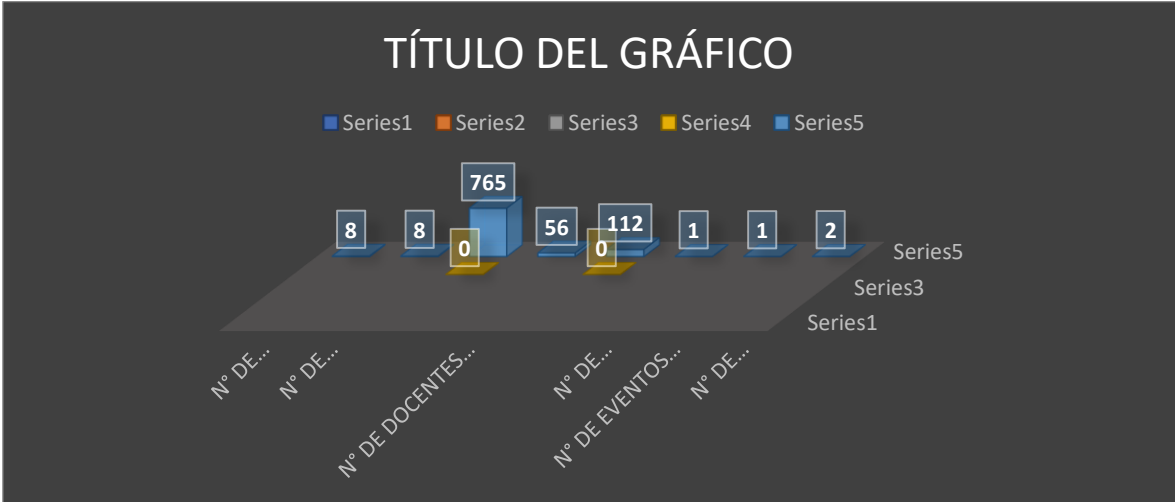 TÍTULO DEL GRÁFICO
Series1 Series2 Series3 Series4 Series5
765
8 8 56 112 1 1 2
0 0
Series5
Series3
Series1
N° DE...
N° DE...
N° DE DOCENTES...
N° DE...
N° DE EVENTOS...
N° DE...